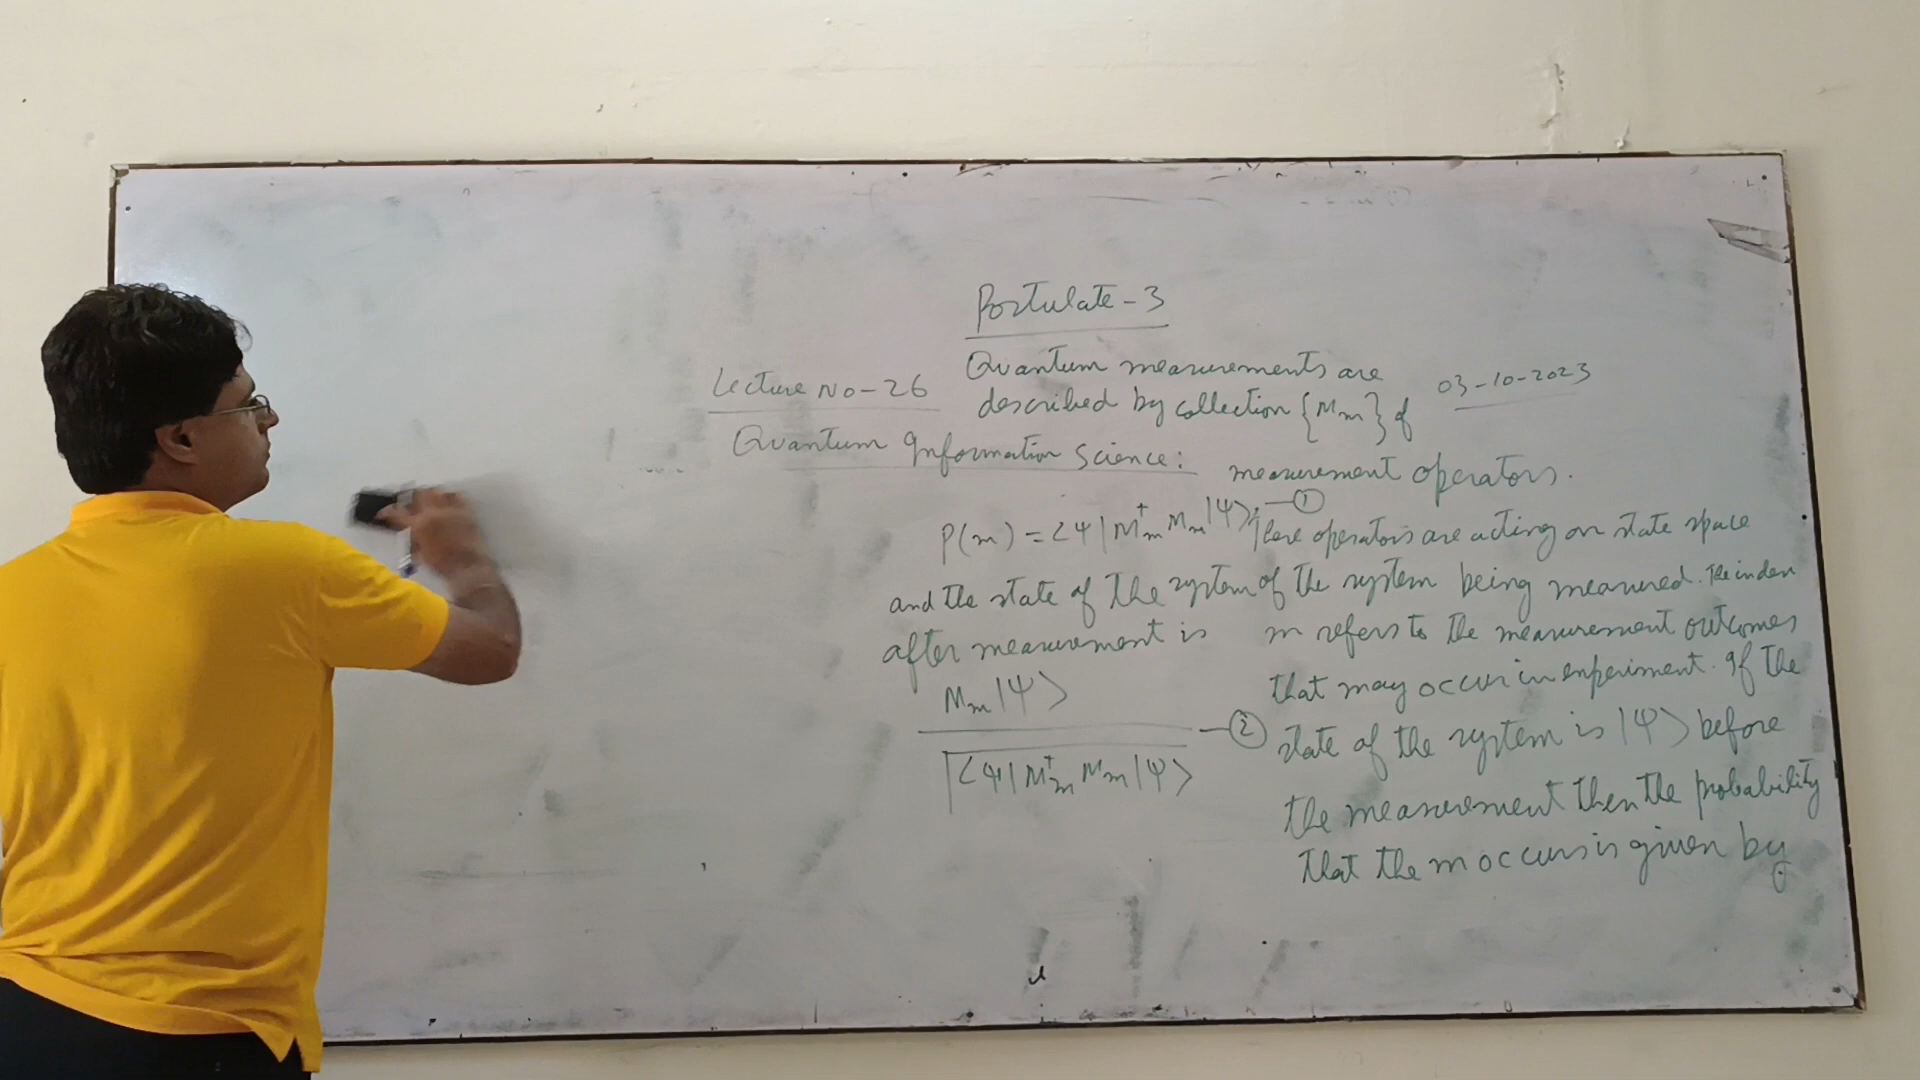 Postulate - 3
Lecture No - 26
03-10-2023
Quantum Information Science:
Quantum measurements are
described by collection {Mm} of
measurement operators.
These operators are acting on state space
of the system being measured. The index
m refers to the measurement outcomes
that may occur in experiment. If the
state of the system is |Ψ> before
the measurement then the probability
that the m occurs is given by
P(m) = <Ψ|M†m Mm|Ψ>; —①
and the state of the system
after measurement is
Mm|Ψ>
—②
√<Ψ|M†m Mm|Ψ>